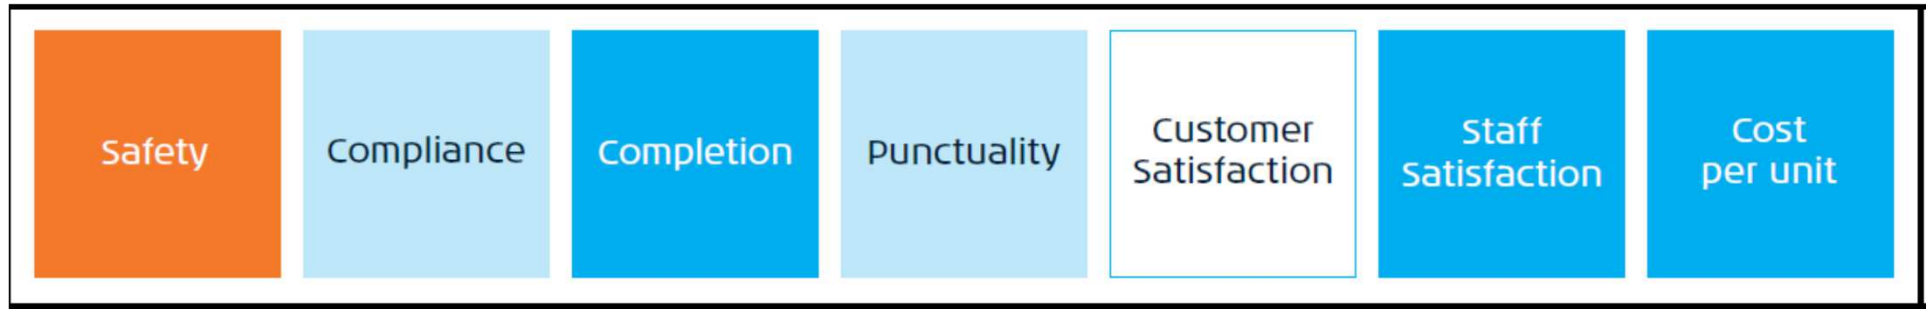 Safety
Compliance
Completion
Punctuality
Customer
Satisfaction
Staff
Satisfaction
Cost
per unit